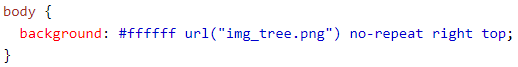 body {
  background: #ffffff url("img_tree.png") no-repeat right top;
}